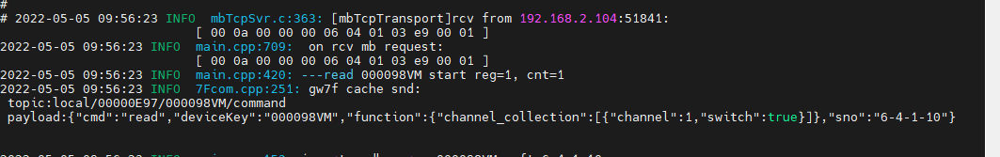 #
# 2022-05-05 09:56:23 INFO mbTcpSvr.c:363: [mbTcpTransport]rcv from 192.168.2.104:51841:
[ 00 0a 00 00 00 06 04 01 03 e9 00 01 ]
2022-05-05 09:56:23 INFO main.cpp:709: on rcv mb request:
[ 00 0a 00 00 00 06 04 01 03 e9 00 01 ]
2022-05-05 09:56:23 INFO main.cpp:420: ---read 000098VM start reg=1, cnt=1
2022-05-05 09:56:23 INFO 7Fcom.cpp:251: gw7f cache snd:
topic:local/00000E97/000098VM/command
payload:{"cmd":"read","deviceKey":"000098VM","function":{"channel_collection":[{"channel":1,"switch":true}]},"sno":"6-4-1-10"}